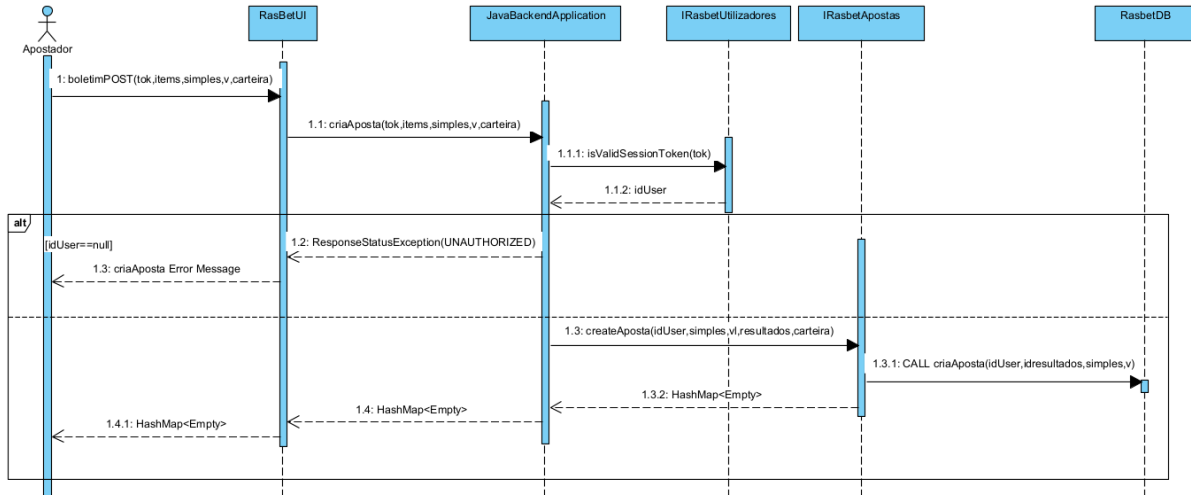 Apostador
RasBetUI
JavaBackendApplication
IRasbetUtilizadores
IRasbetApostas
RasbetDB
1: boletimPOST(tok,items,simples,v,carteira)
1.1: criaAposta(tok,items,simples,v,carteira)
1.1.1: isValidSessionToken(tok)
1.1.2: idUser
alt
[idUser==null]
1.2: ResponseStatusException(UNAUTHORIZED)
1.3: criaAposta Error Message
1.3: createAposta(idUser,simples,vl,resultados,carteira)
1.3.1: CALL criaAposta(idUser,idresultados,simples,v)
1.3.2: HashMap<Empty>
1.4: HashMap<Empty>
1.4.1: HashMap<Empty>